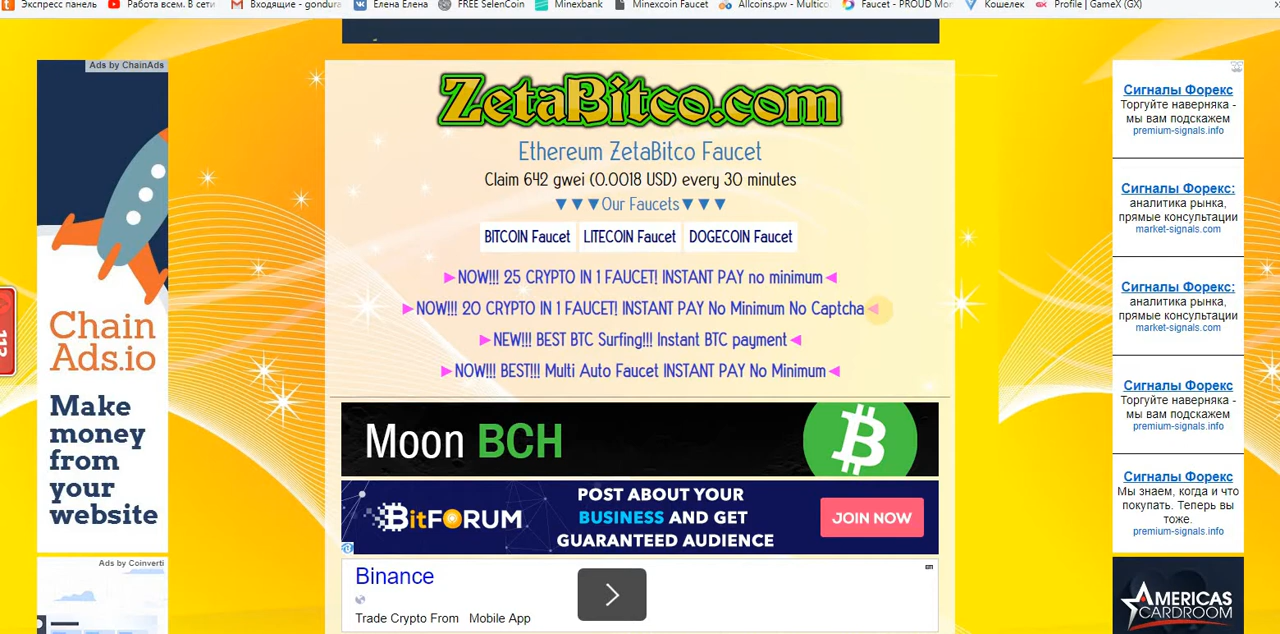 Экспресс панель
Работа всем. В сети
Входящие - gondura
Елена Елена
FREE SelenCoin
Minexbank
Minexcoin Faucet
Allcoins.pw - Multico
Faucet - PROUD Mor
Кошелек
Profile | GameX (GX)
Ads by ChainAds
Chain
Ads.io
Make
money
from
your
website
Ads by Coinverti
ZetaBitco.com
Ethereum ZetaBitco Faucet
Claim 642 gwei (0.0018 USD) every 30 minutes
▼▼▼Our Faucets▼▼▼
BITCOIN Faucet LITECOIN Faucet DOGECOIN Faucet
►NOW!!! 25 CRYPTO IN 1 FAUCET! INSTANT PAY no minimum◄
►NOW!!! 20 CRYPTO IN 1 FAUCET! INSTANT PAY No Minimum No Captcha◄
►NEW!!! BEST BTC Surfing!!! Instant BTC payment◄
►NOW!!! BEST!!! Multi Auto Faucet INSTANT PAY No Minimum◄
Moon BCH
BitFORUM
POST ABOUT YOUR
BUSINESS AND GET
GUARANTEED AUDIENCE
JOIN NOW
Binance
Trade Crypto From Mobile App
Сигналы Форекс
Торгуйте наверняка -
мы вам подскажем
premium-signals.info
Сигналы Форекс:
аналитика рынка,
прямые консультации
market-signals.com
Сигналы Форекс:
аналитика рынка,
прямые консультации
market-signals.com
Сигналы Форекс
Торгуйте наверняка -
мы вам подскажем
premium-signals.info
Сигналы Форекс
Мы знаем, когда и что
покупать. Теперь вы
тоже.
premium-signals.info
AMERICAS
CARDROOM